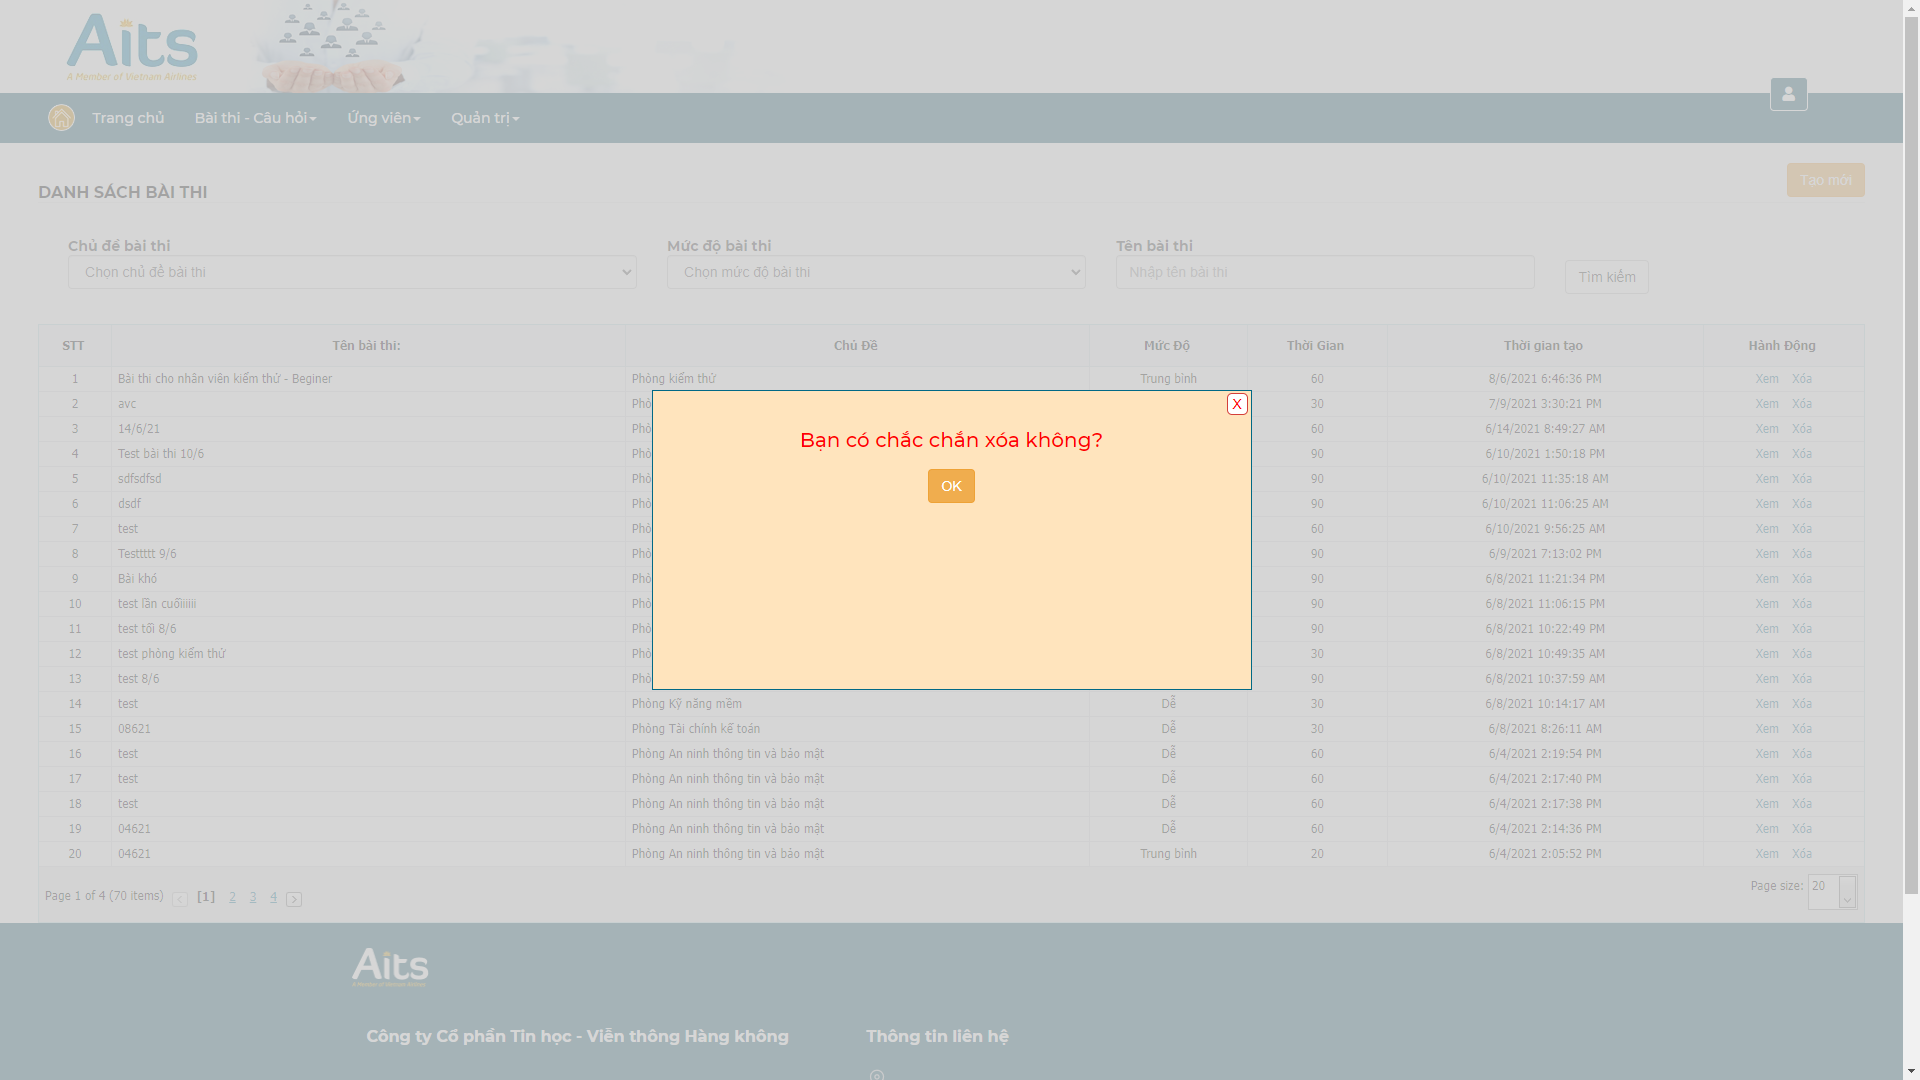 Aits
A Member of Vietnam Airlines
Trang chủ Bài thi - Câu hỏi Ứng viên Quản trị
DANH SÁCH BÀI THI
Tạo mới
Chủ đề bài thi Mức độ bài thi Tên bài thi
Chọn chủ đề bài thi Chọn mức độ bài thi Nhập tên bài thi Tìm kiếm
STT Tên bài thi: Chủ Đề Mức Độ Thời Gian Thời gian tạo Hành Động
1 Bài thi cho nhân viên kiểm thử - Beginer Phòng kiểm thử Trung bình 60 8/6/2021 6:46:36 PM Xem Xóa
2 avc Phò 30 7/9/2021 3:30:21 PM Xem Xóa
3 14/6/21 Phò 60 6/14/2021 8:49:27 AM Xem Xóa
4 Test bài thi 10/6 Phò 90 6/10/2021 1:50:18 PM Xem Xóa
5 sdfsdfsd Phò 90 6/10/2021 11:35:18 AM Xem Xóa
6 dsdf Phò 90 6/10/2021 11:06:25 AM Xem Xóa
7 test Phò 60 6/10/2021 9:56:25 AM Xem Xóa
8 Testtttt 9/6 Phò 90 6/9/2021 7:13:02 PM Xem Xóa
9 Bài khó Phò 90 6/8/2021 11:21:34 PM Xem Xóa
10 test lần cuốiiiiii Phò 90 6/8/2021 11:06:15 PM Xem Xóa
11 test tối 8/6 Phò 90 6/8/2021 10:22:49 PM Xem Xóa
12 test phòng kiểm thử Phò 30 6/8/2021 10:49:35 AM Xem Xóa
13 test 8/6 Phò 90 6/8/2021 10:37:59 AM Xem Xóa
14 test Phòng Kỹ năng mềm Dễ 30 6/8/2021 10:14:17 AM Xem Xóa
15 08621 Phòng Tài chính kế toán Dễ 30 6/8/2021 8:26:11 AM Xem Xóa
16 test Phòng An ninh thông tin và bảo mật Dễ 60 6/4/2021 2:19:54 PM Xem Xóa
17 test Phòng An ninh thông tin và bảo mật Dễ 60 6/4/2021 2:17:40 PM Xem Xóa
18 test Phòng An ninh thông tin và bảo mật Dễ 60 6/4/2021 2:17:38 PM Xem Xóa
19 04621 Phòng An ninh thông tin và bảo mật Dễ 60 6/4/2021 2:14:36 PM Xem Xóa
20 04621 Phòng An ninh thông tin và bảo mật Trung bình 20 6/4/2021 2:05:52 PM Xem Xóa
X
Bạn có chắc chắn xóa không?
OK
Page 1 of 4 (70 items) [1] 2 3 4 Page size: 20
Aits
A Member of Vietnam Airlines
Công ty Cổ phần Tin học - Viễn thông Hàng không Thông tin liên hệ